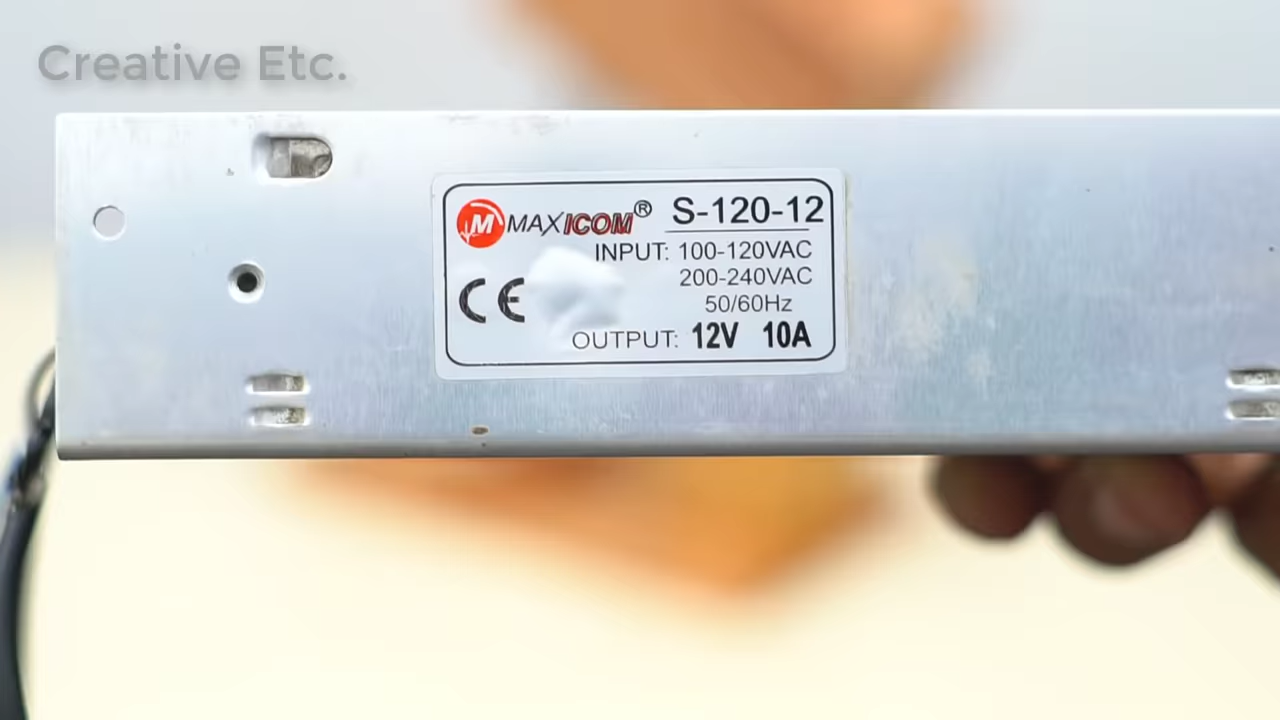 Creative Etc.
M MAXICOM® S-120-12
INPUT: 100-120VAC
200-240VAC
50/60Hz
CE
OUTPUT: 12V 10A